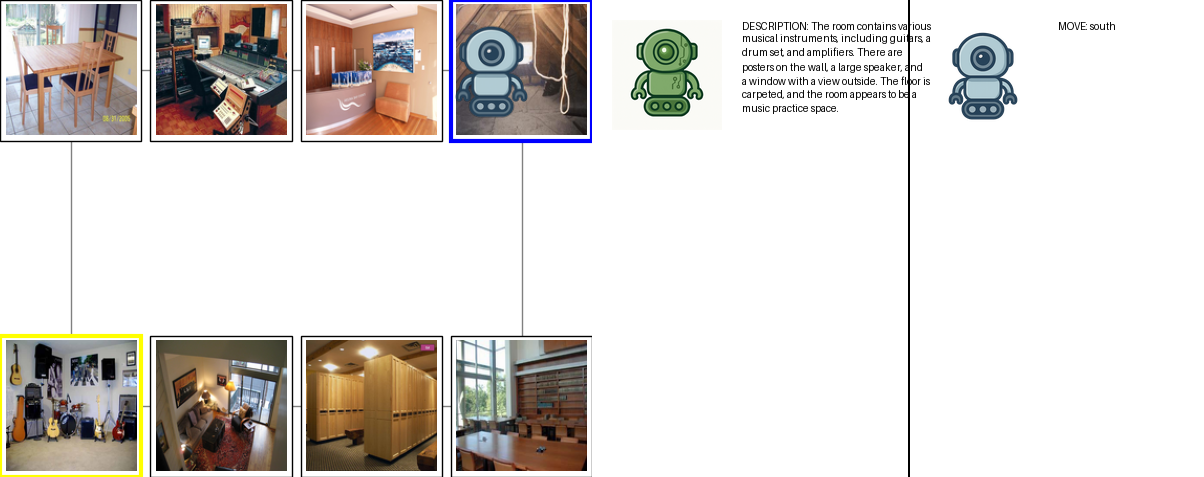 DESCRIPTION: The room contains various
musical instruments, including guitars, a
drum set, and amplifiers. There are
posters on the wall, a large speaker, and
a window with a view outside. The floor is
carpeted, and the room appears to be a
music practice space.
MOVE: south